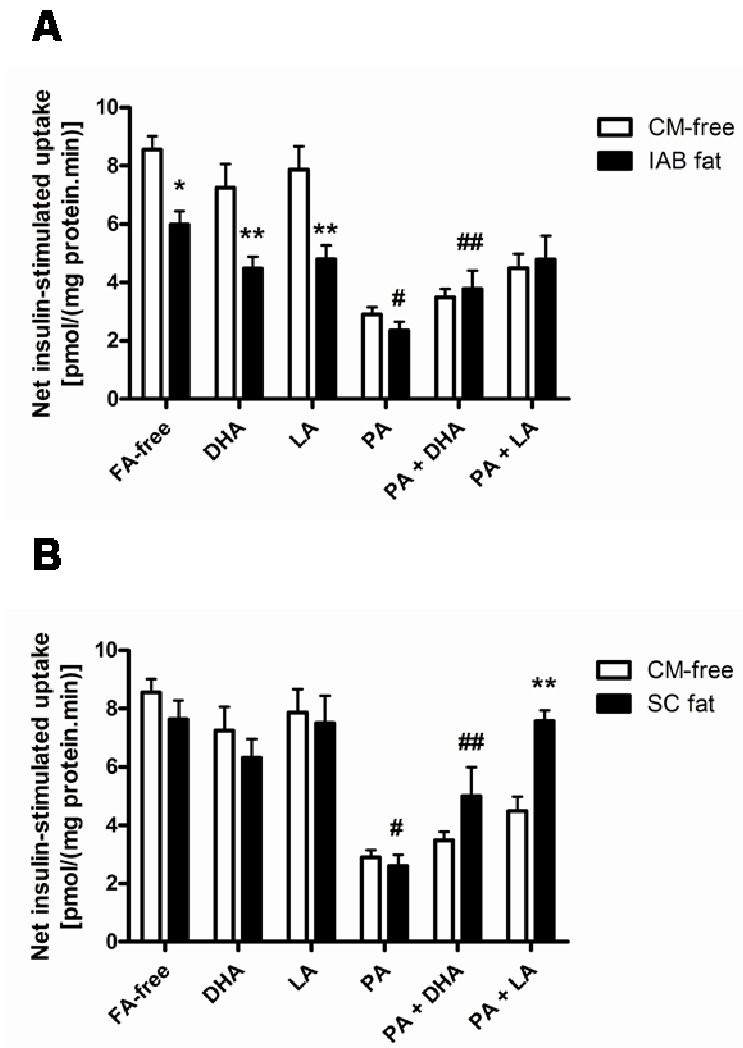 A
Net insulin-stimulated uptake
[pmol/(mg protein.min)]
10
8
6
4
2
0
*
**
**
#
##
CM-free
IAB fat
FA-free
DHA
LA
PA
PA + DHA
PA + LA
B
Net insulin-stimulated uptake
[pmol/(mg protein.min)]
10
8
6
4
2
0
#
##
**
CM-free
SC fat
FA-free
DHA
LA
PA
PA + DHA
PA + LA